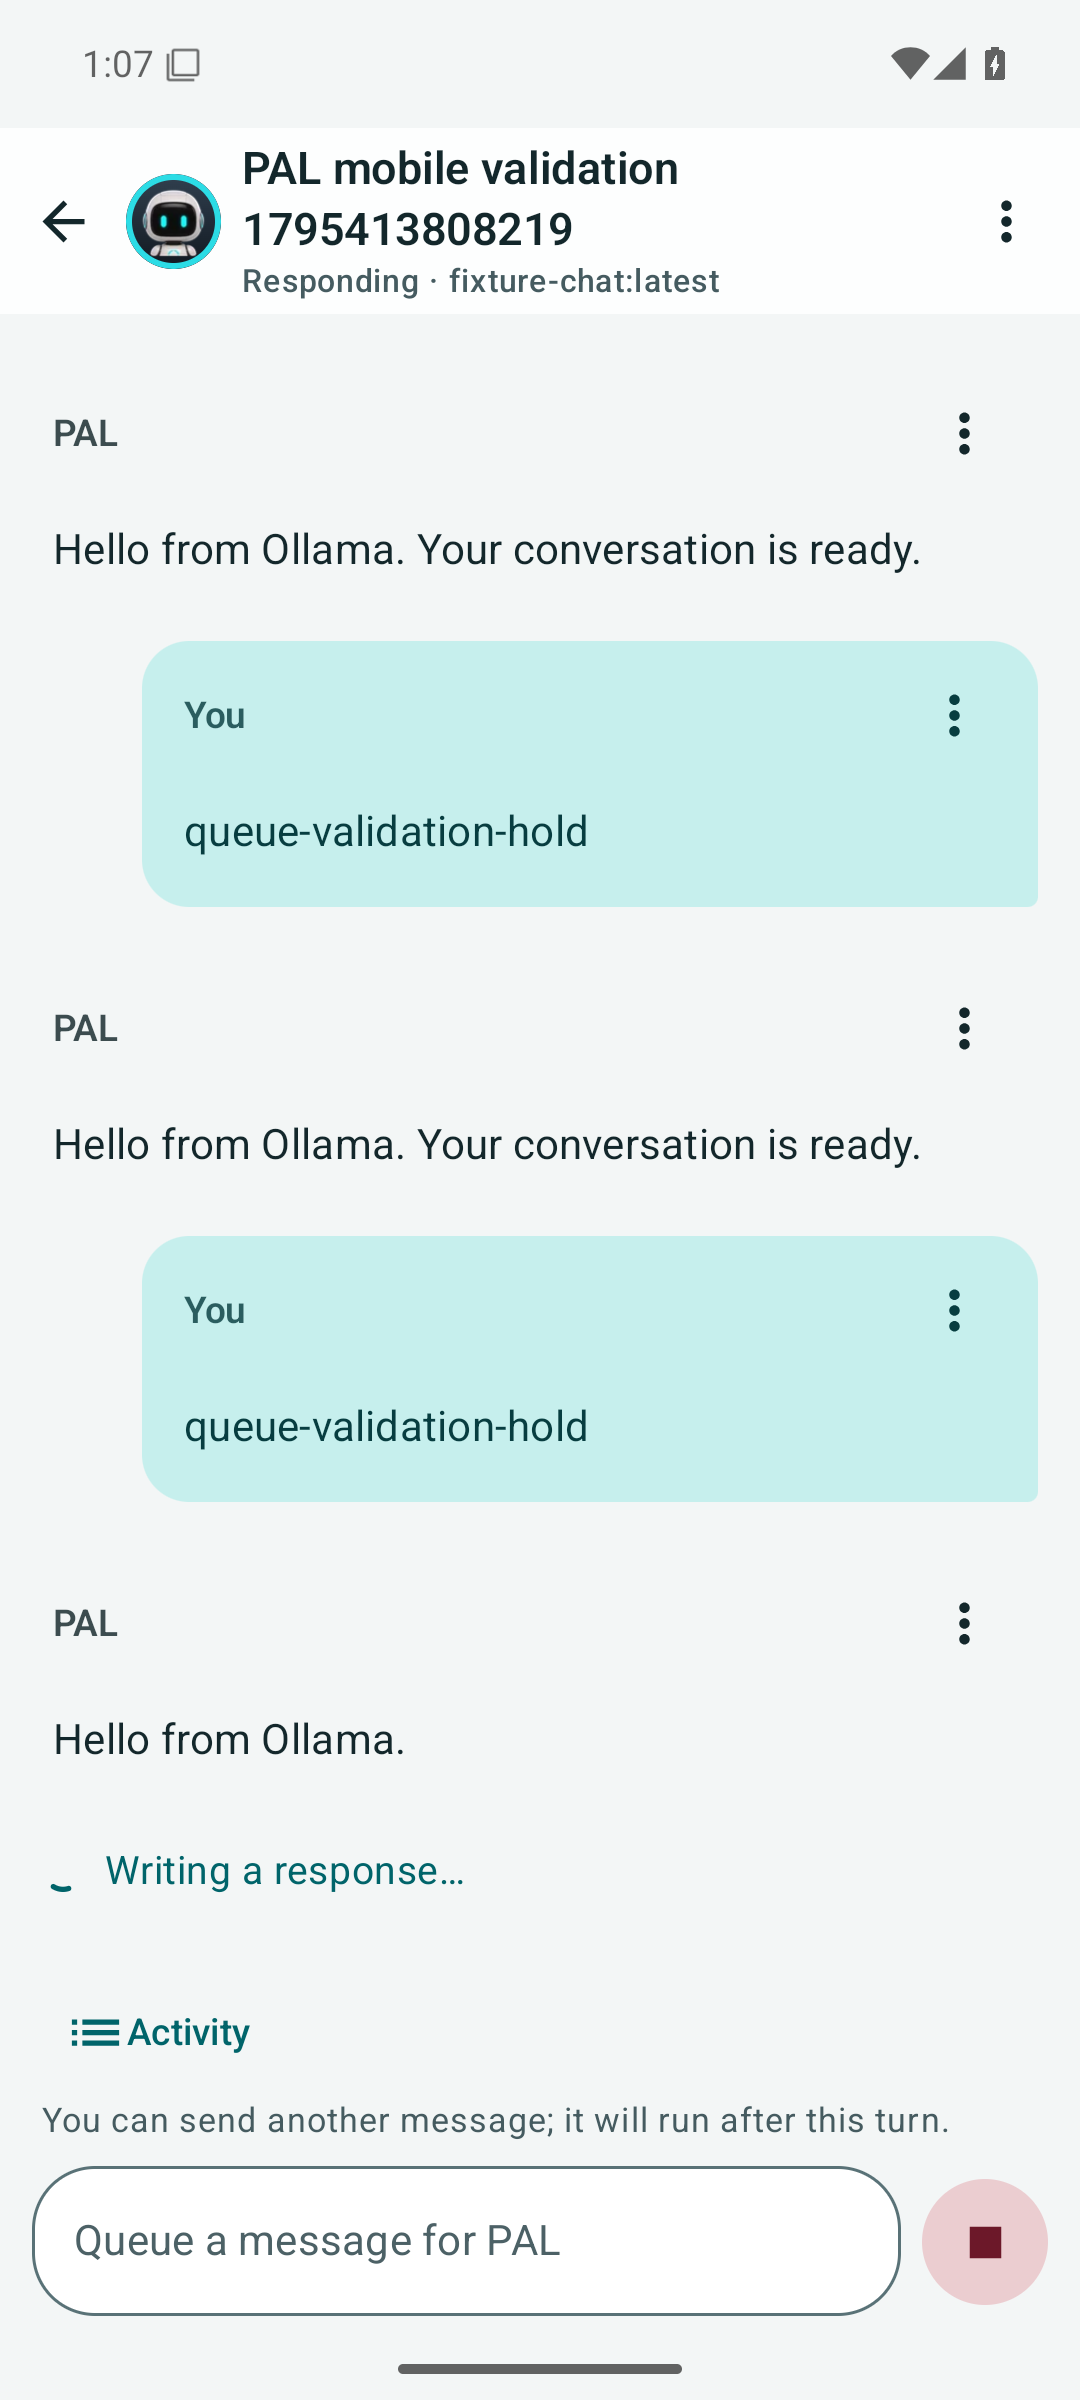 1:07
PAL mobile validation
1795413808219
Responding · fixture-chat:latest
PAL
Hello from Ollama. Your conversation is ready.
You
queue-validation-hold
PAL
Hello from Ollama. Your conversation is ready.
You
queue-validation-hold
PAL
Hello from Ollama.
Writing a response…
Activity
You can send another message; it will run after this turn.
Queue a message for PAL